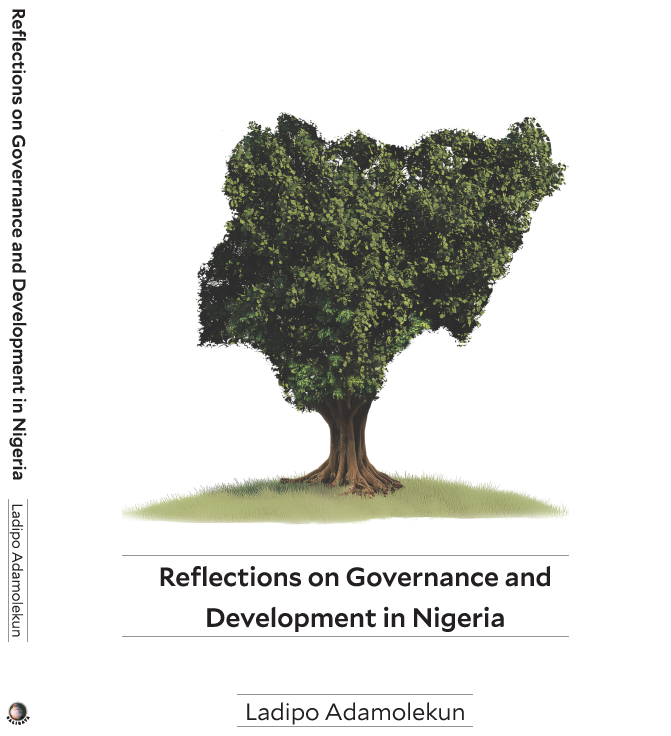 Reflections on Governance and Development in Nigeria
Ladipo Adamolekun
Reflections on Governance and
Development in Nigeria
Ladipo Adamolekun